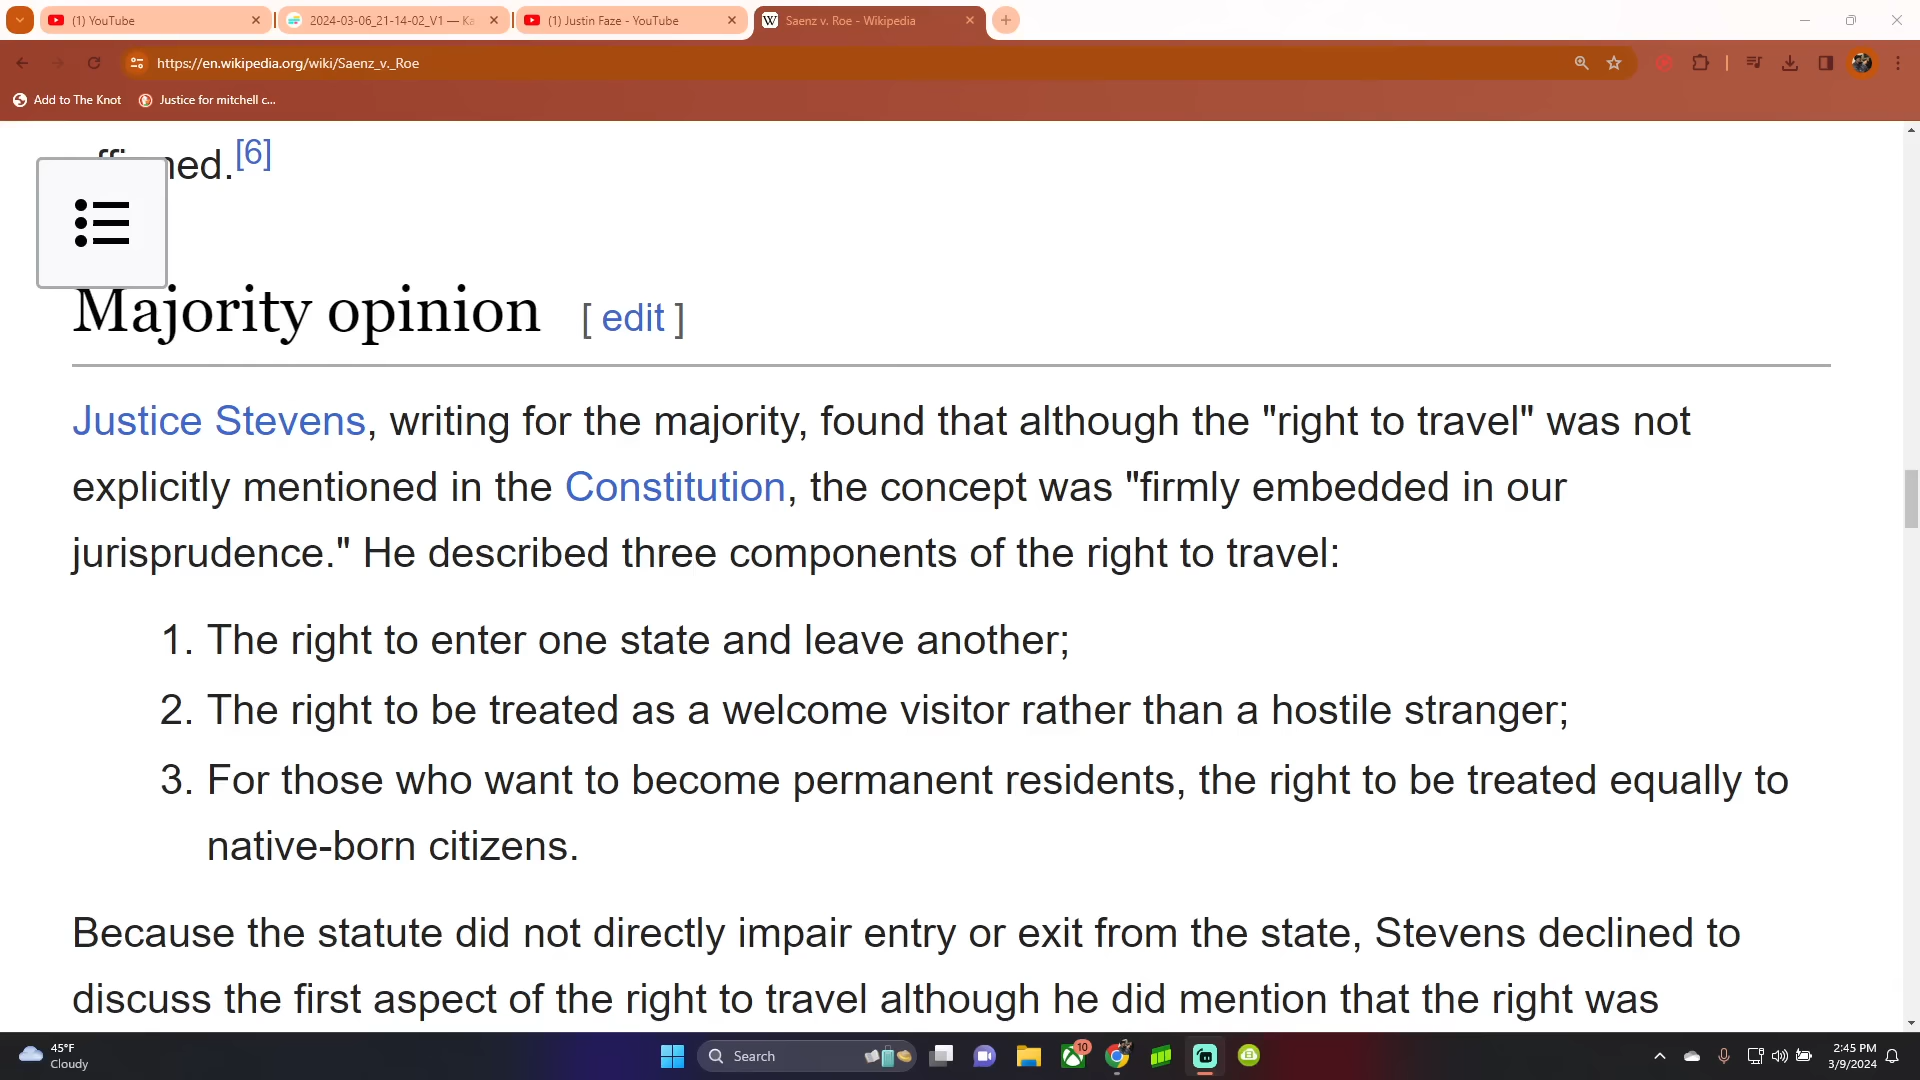 (1) YouTube
2024-03-06_21-14-02_V1 — Ka
(1) Justin Faze - YouTube
Saenz v. Roe - Wikipedia
https://en.wikipedia.org/wiki/Saenz_v._Roe
Add to The Knot
Justice for mitchell c...
ned.[6]
Majority opinion [ edit ]
Justice Stevens, writing for the majority, found that although the "right to travel" was not
explicitly mentioned in the Constitution, the concept was "firmly embedded in our
jurisprudence." He described three components of the right to travel:
1. The right to enter one state and leave another;
2. The right to be treated as a welcome visitor rather than a hostile stranger;
3. For those who want to become permanent residents, the right to be treated equally to
native-born citizens.
Because the statute did not directly impair entry or exit from the state, Stevens declined to
discuss the first aspect of the right to travel although he did mention that the right was
45°F
Cloudy
Search
10
2:45 PM
3/9/2024